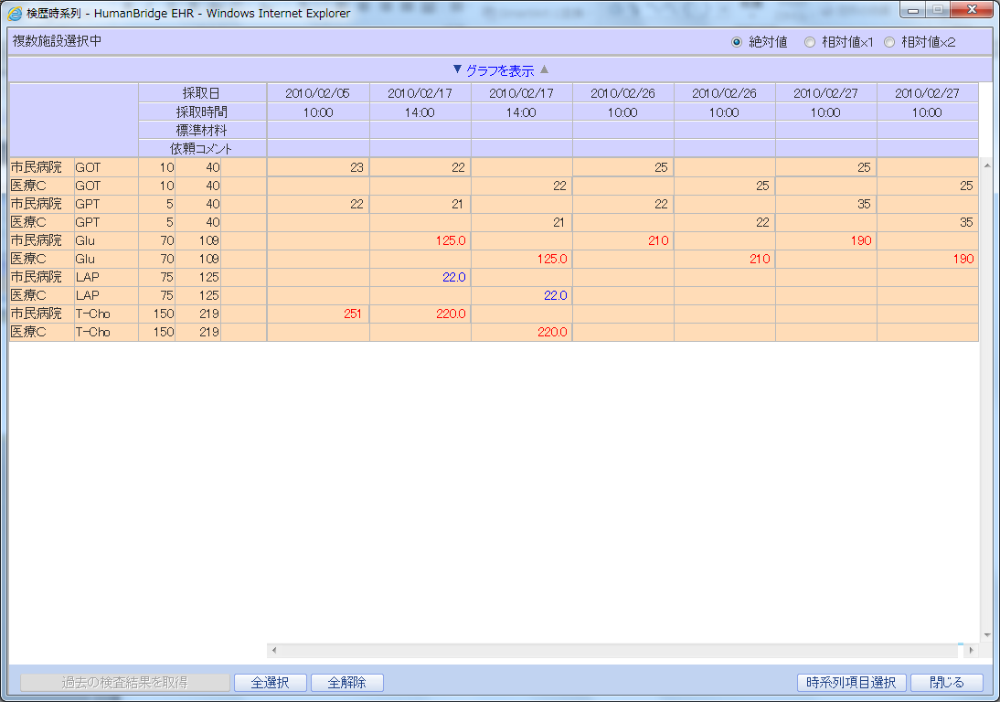 検歴時系列 - HumanBridge EHR - Windows Internet Explorer
複数施設選択中 絶対値 相対値x1 相対値x2
▼グラフを表示▲
採取日 2010/02/05 2010/02/17 2010/02/17 2010/02/26 2010/02/26 2010/02/27 2010/02/27
採取時間 10:00 14:00 14:00 10:00 10:00 10:00 10:00
標準材料
依頼コメント
市民病院 GOT 10 40 23 22 25 25
医療C GOT 10 40 22 25 25
市民病院 GPT 5 40 22 21 22 35
医療C GPT 5 40 21 22 35
市民病院 Glu 70 109 125.0 210 190
医療C Glu 70 109 125.0 210 190
市民病院 LAP 75 125 22.0
医療C LAP 75 125 22.0
市民病院 T-Cho 150 219 251 220.0
医療C T-Cho 150 219 220.0
過去の検査結果を取得 全選択 全解除 時系列項目選択 閉じる